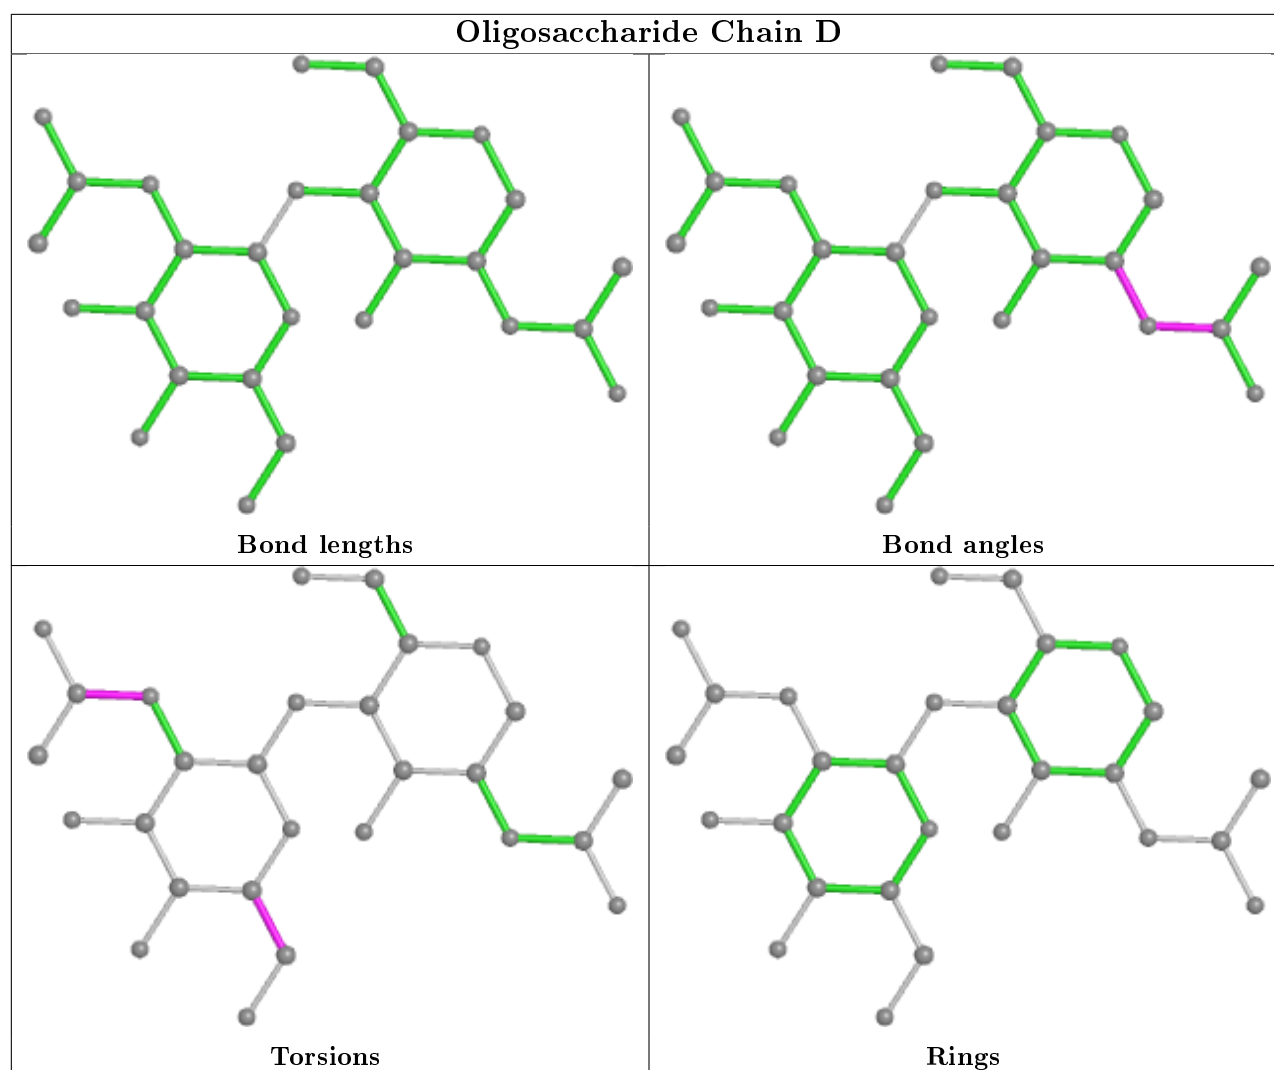 Oligosaccharide Chain D
Bond lengths
Bond angles
Torsions
Rings